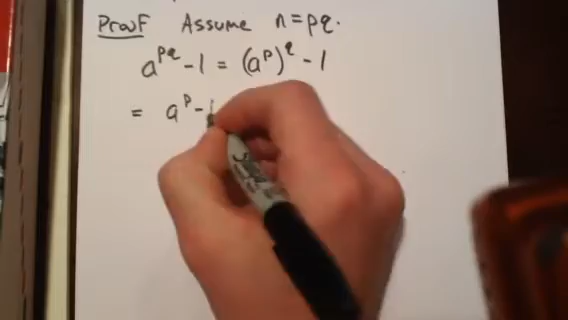 Proof Assume n=pq.
a^{pq} - 1 = (a^p)^q - 1
= a^p - 1